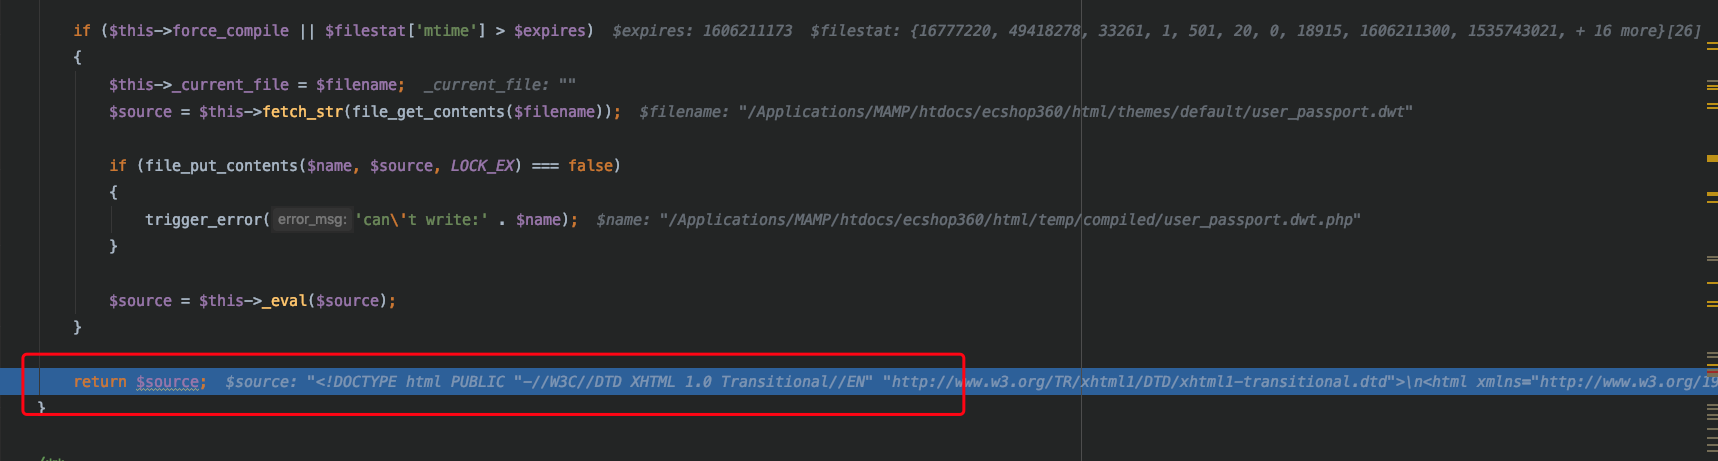 if ($this->force_compile || $filestat['mtime'] > $expires)  $expires: 1606211173  $filestat: {16777220, 49418278, 33261, 1, 501, 20, 0, 18915, 1606211300, 1535743021, + 16 more}[26]
{
$this->_current_file = $filename;  _current_file: ""
$source = $this->fetch_str(file_get_contents($filename));  $filename: "/Applications/MAMP/htdocs/ecshop360/html/themes/default/user_passport.dwt"
if (file_put_contents($name, $source, LOCK_EX) === false)
{
trigger_error( error_msg: 'can\'t write:' . $name);  $name: "/Applications/MAMP/htdocs/ecshop360/html/temp/compiled/user_passport.dwt.php"
}
$source = $this->_eval($source);
}
return $source;  $source: "<!DOCTYPE html PUBLIC "-//W3C//DTD XHTML 1.0 Transitional//EN" "http://www.w3.org/TR/xhtml1/DTD/xhtml1-transitional.dtd">\n<html xmlns="http://www.w3.org/19
}